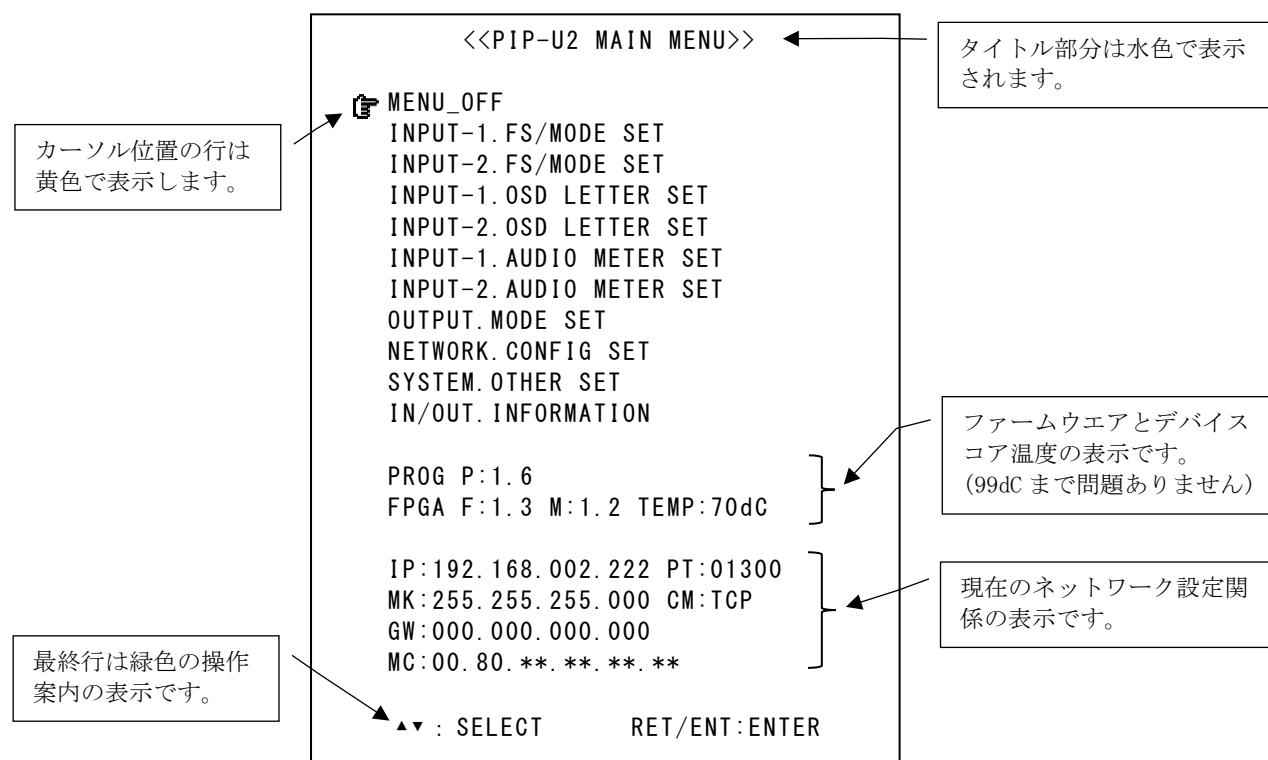 <<PIP-U2 MAIN MENU>>
タイトル部分は水色で表示
されます。
MENU_OFF
カーソル位置の行は
黄色で表示します。
INPUT-1.FS/MODE SET
INPUT-2.FS/MODE SET
INPUT-1.OSD LETTER SET
INPUT-2.OSD LETTER SET
INPUT-1.AUDIO METER SET
INPUT-2.AUDIO METER SET
OUTPUT.MODE SET
NETWORK.CONFIG SET
SYSTEM.OTHER SET
IN/OUT.INFORMATION
PROG P:1.6
FPGA F:1.3 M:1.2 TEMP:70dC
ファームウエアとデバイス
コア温度の表示です。
(99dC まで問題ありません)
IP:192.168.002.222 PT:01300
MK:255.255.255.000 CM:TCP
GW:000.000.000.000
MC:00.80.**.**.**.**
現在のネットワーク設定関
係の表示です。
最終行は緑色の操作
案内の表示です。
▲▼ : SELECT RET/ENT:ENTER